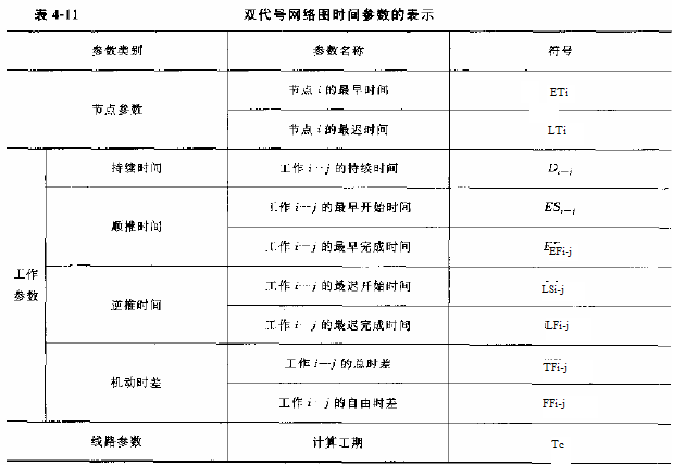 表 4-11 双代号网络图时间参数的表示
参数类别 参数名称 符号
节点参数 节点 i 的最早时间 ETi
节点 i 的最迟时间 LTi
工作参数 持续时间 工作 i—j 的持续时间 Di—j
顺推时间 工作 i—j 的最早开始时间 ESi—j
工作 i—j 的最早完成时间 EFi-j
逆推时间 工作 i—j 的最迟开始时间 LSi-j
工作 i—j 的最迟完成时间 LFi-j
机动时差 工作 i—j 的总时差 TFi-j
工作 i—j 的自由时差 FFi-j
线路参数 计算工期 Tc